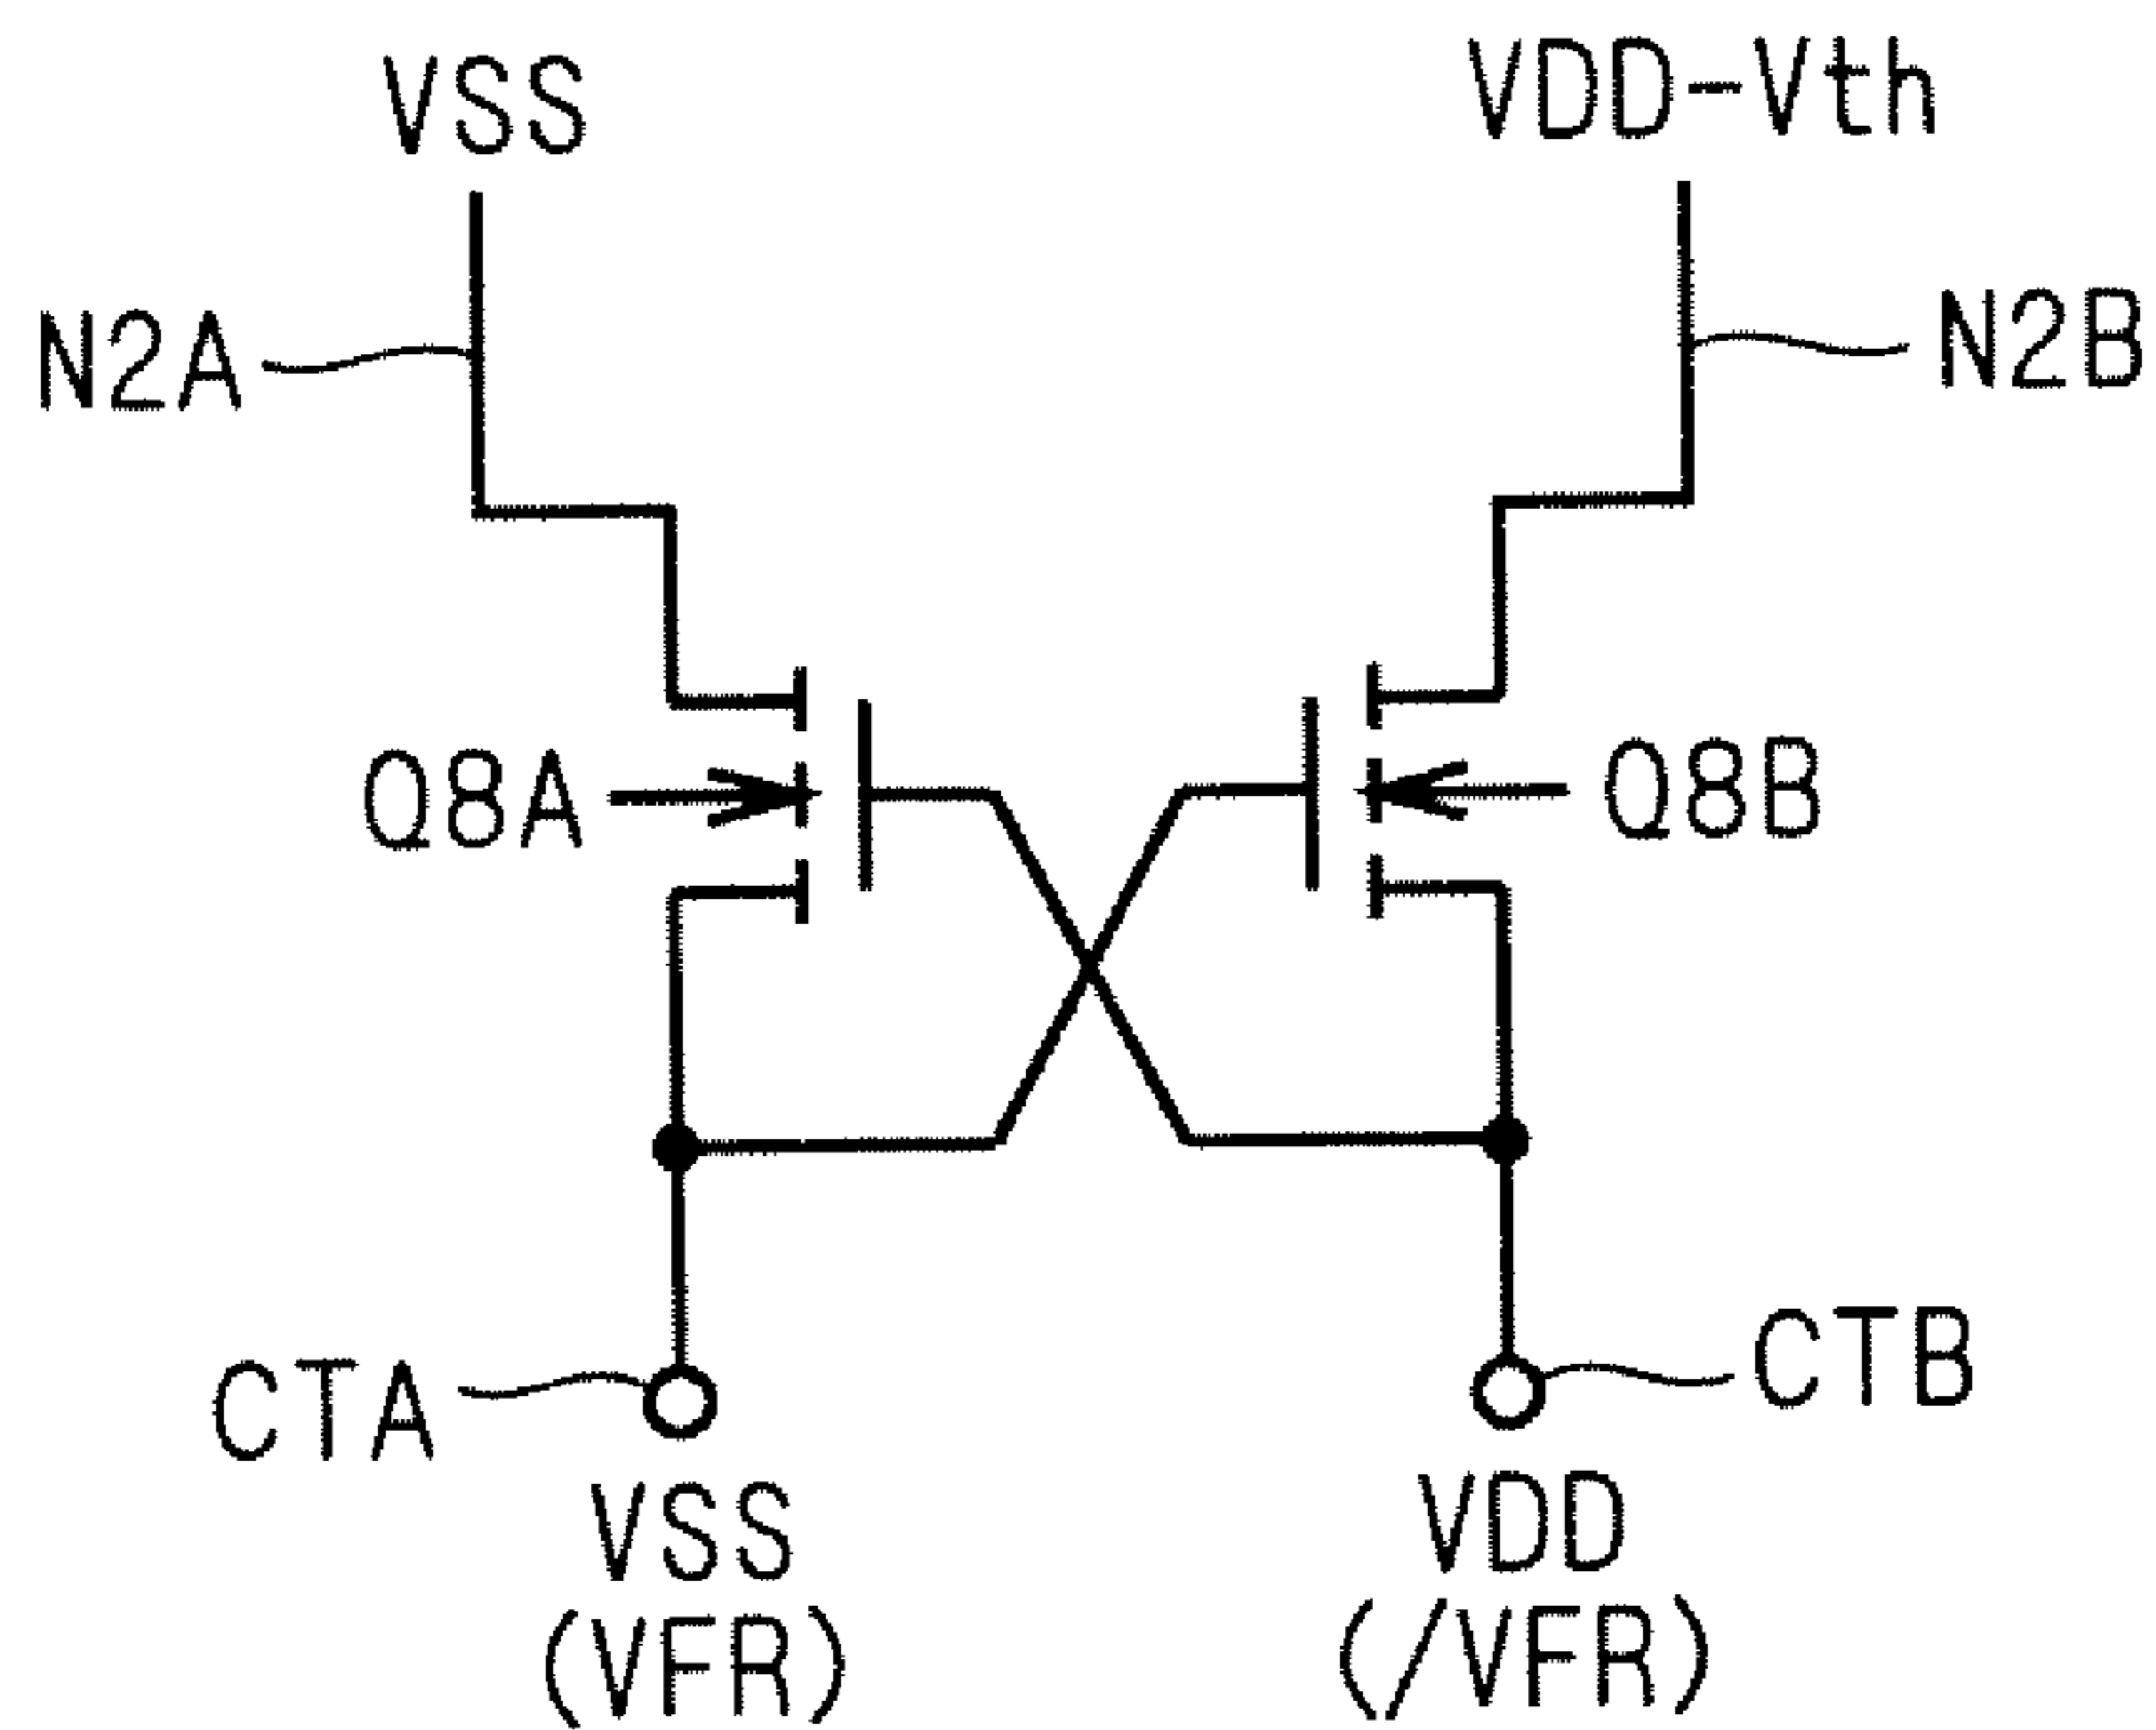 VSS
VDD-Vth
N2A
N2B
Q8A
Q8B
CTA
CTB
VSS
(VFR)
VDD
(/VFR)